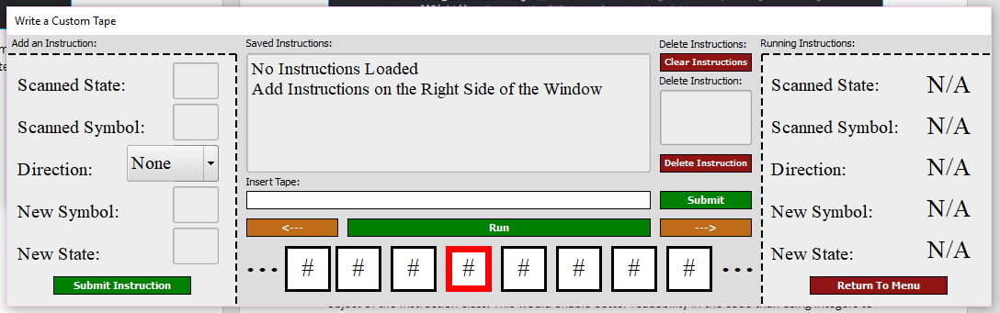 Write a Custom Tape
Add an Instruction:
Scanned State:
Scanned Symbol:
Direction: None
New Symbol:
New State:
Submit Instruction
Saved Instructions:
No Instructions Loaded
Add Instructions on the Right Side of the Window
Delete Instructions:
Clear Instructions
Delete Instruction:
Delete Instruction
Insert Tape:
Submit
<--- Run --->
... # # # # # # # # ...
Running Instructions:
Scanned State: N/A
Scanned Symbol: N/A
Direction: N/A
New Symbol: N/A
New State: N/A
Return To Menu